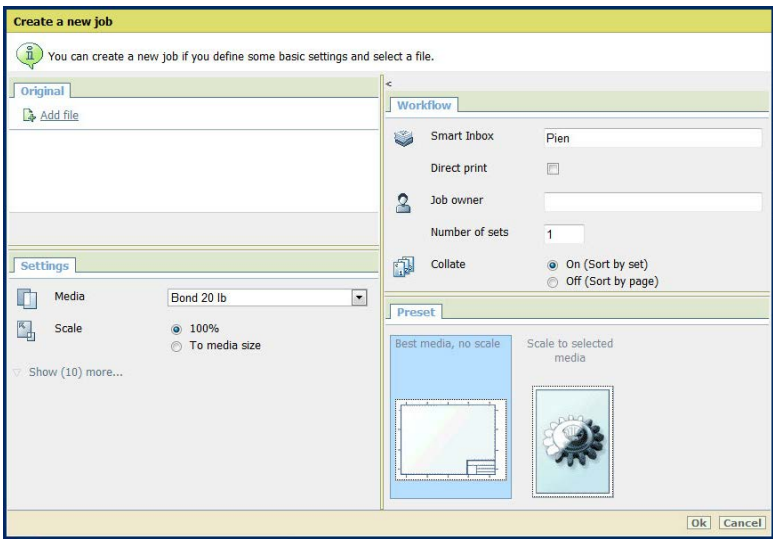 Create a new job
You can create a new job if you define some basic settings and select a file.
Original
Add file
Settings
Media
Bond 20 lb
Scale
100%
To media size
Show (10) more...
<
Workflow
Smart Inbox
Pien
Direct print
Job owner
Number of sets
1
Collate
On (Sort by set)
Off (Sort by page)
Preset
Best media, no scale
Scale to selected
media
Ok
Cancel